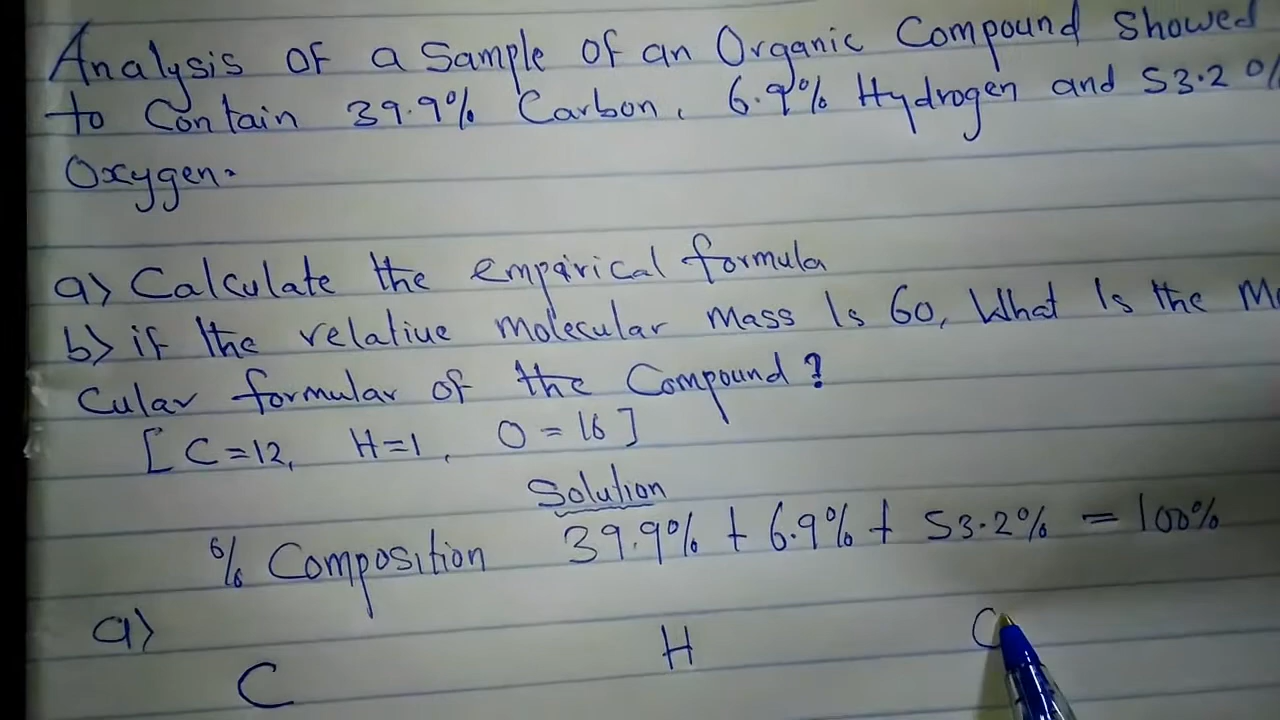 Analysis Of a Sample Of an Organic Compound Showed
to Contain 39.9% Carbon, 6.9% Hydrogen and 53.2%
Oxygen.
a) Calculate the empirical formula
b) if the relative molecular mass Is 60, What Is the
Cular formular of the Compound?
[C=12, H=1, O=16]
Solution
% Composition 39.9% + 6.9% + 53.2% = 100%
a)
C H